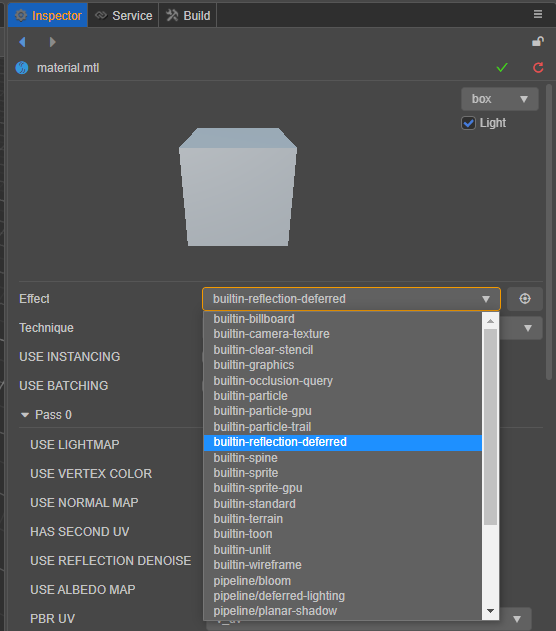 Inspector Service Build
material.mtl
box
Light
Effect builtin-reflection-deferred
Technique
USE INSTANCING
USE BATCHING
Pass 0
USE LIGHTMAP
USE VERTEX COLOR
USE NORMAL MAP
HAS SECOND UV
USE REFLECTION DENOISE
USE ALBEDO MAP
PBR UV
builtin-billboard
builtin-camera-texture
builtin-clear-stencil
builtin-graphics
builtin-occlusion-query
builtin-particle
builtin-particle-gpu
builtin-particle-trail
builtin-reflection-deferred
builtin-spine
builtin-sprite
builtin-sprite-gpu
builtin-standard
builtin-terrain
builtin-toon
builtin-unlit
builtin-wireframe
pipeline/bloom
pipeline/deferred-lighting
pipeline/planar-shadow